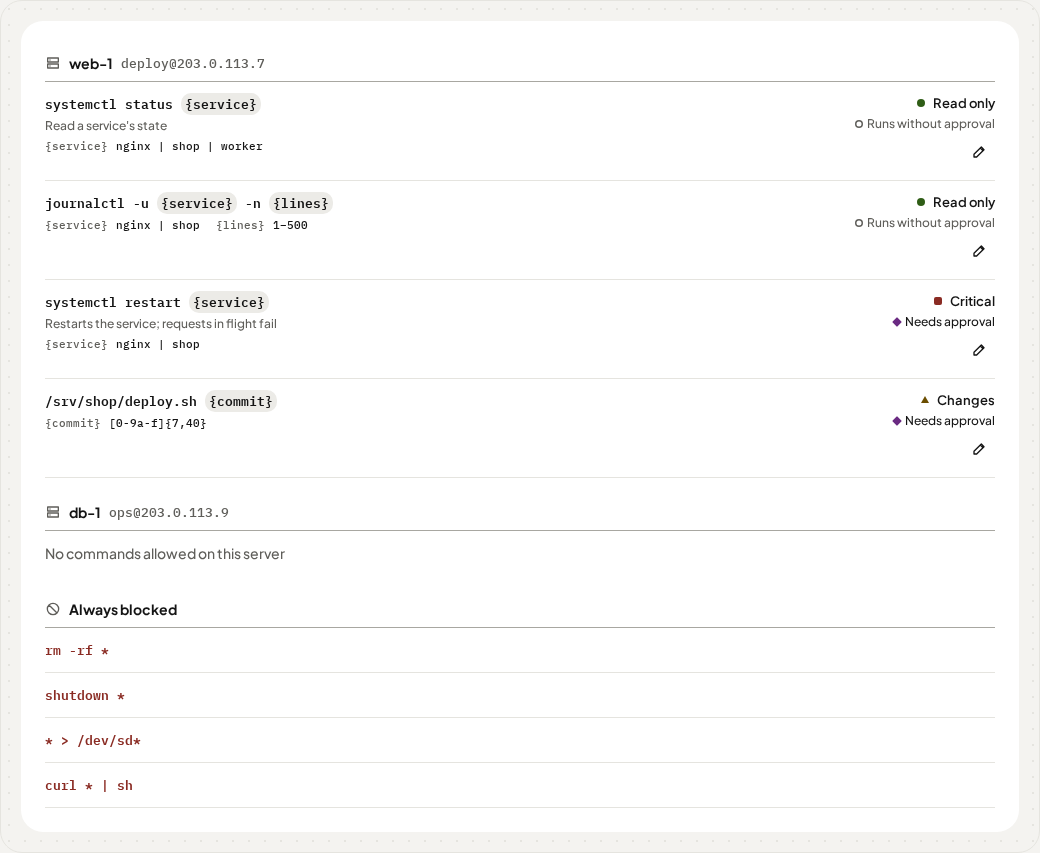 web-1 deploy@203.0.113.7
systemctl status {service}
Read only
Read a service's state
Runs without approval
{service} nginx | shop | worker
journalctl -u {service} -n {lines}
Read only
{service} nginx | shop {lines} 1–500
Runs without approval
systemctl restart {service}
Critical
Restarts the service; requests in flight fail
Needs approval
{service} nginx | shop
/srv/shop/deploy.sh {commit}
Changes
{commit} [0-9a-f]{7,40}
Needs approval
db-1 ops@203.0.113.9
No commands allowed on this server
Always blocked
rm -rf *
shutdown *
* > /dev/sd*
curl * | sh